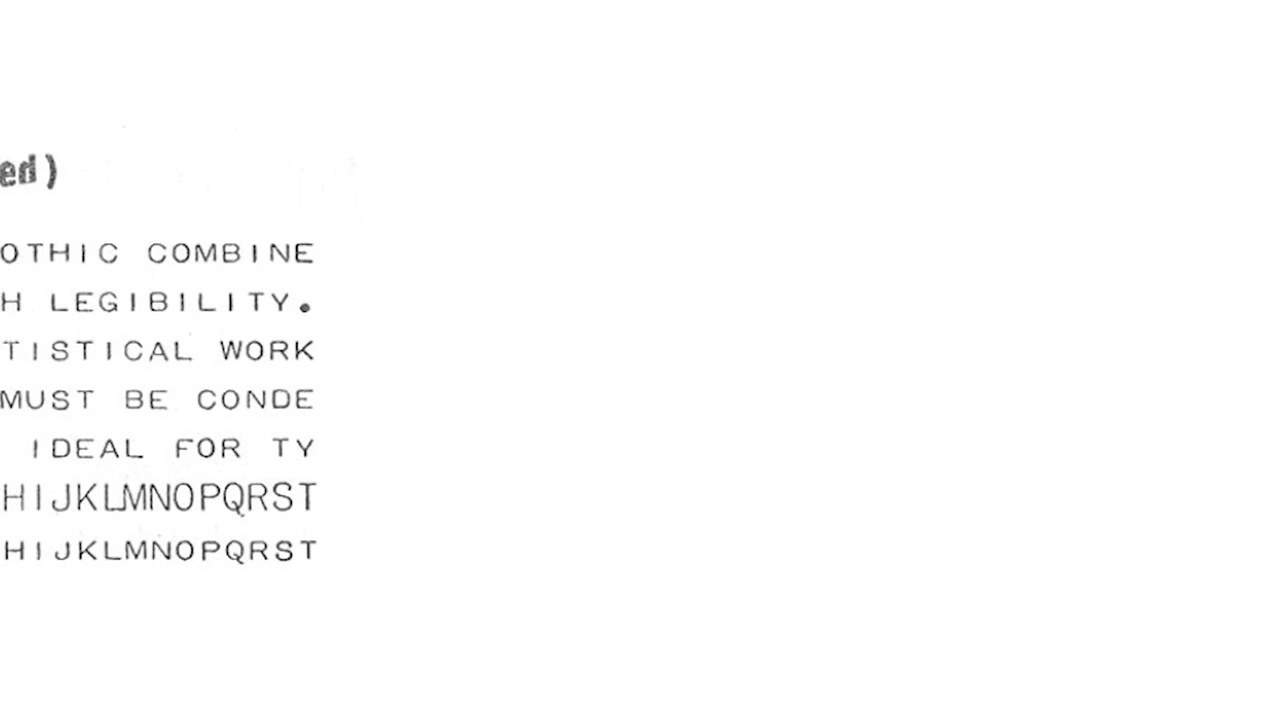 ed)
OTHIC COMBINE
H LEGIBILITY.
TISTICAL WORK
MUST BE CONDE
IDEAL FOR TY
HIJKLMNOPQRST
HIJKLMNOPQRST